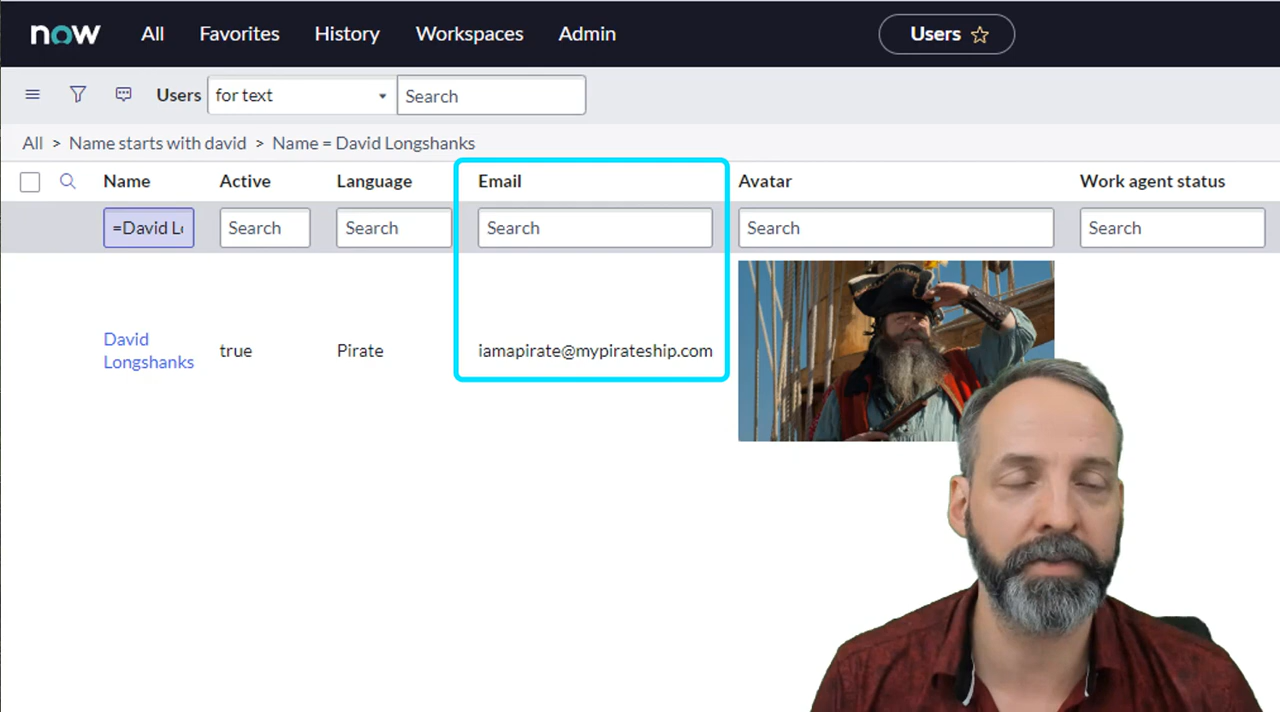 now All Favorites History Workspaces Admin Users
Users for text Search
All > Name starts with david > Name = David Longshanks
Name Active Language Email Avatar Work agent status
=David Lo Search Search Search Search Search
David
Longshanks
true Pirate iamapirate@mypirateship.com